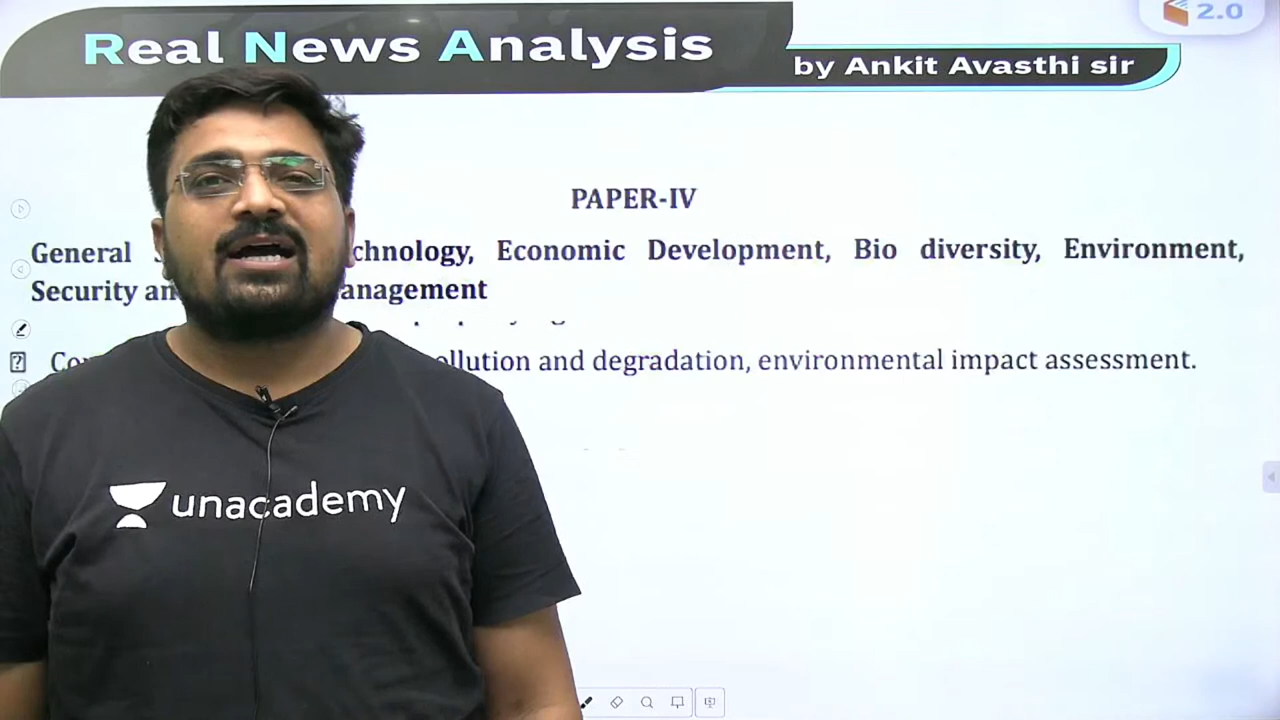 2.0
Real News Analysis
by Ankit Avasthi sir
PAPER-IV
General chnology, Economic Development, Bio diversity, Environment,
Security an anagement
Co ollution and degradation, environmental impact assessment.
unacademy